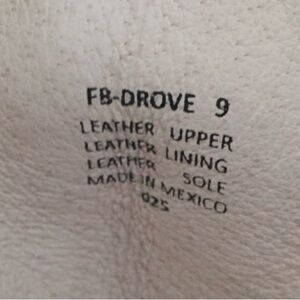 FB-DROVE 9
LEATHER UPPER
LEATHER LINING
LEATHER SOLE
MADE IN MEXICO
025